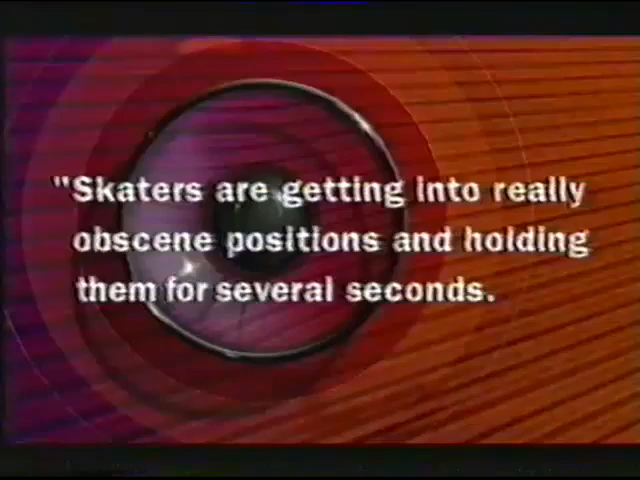 "Skaters are getting into really
obscene positions and holding
them for several seconds.